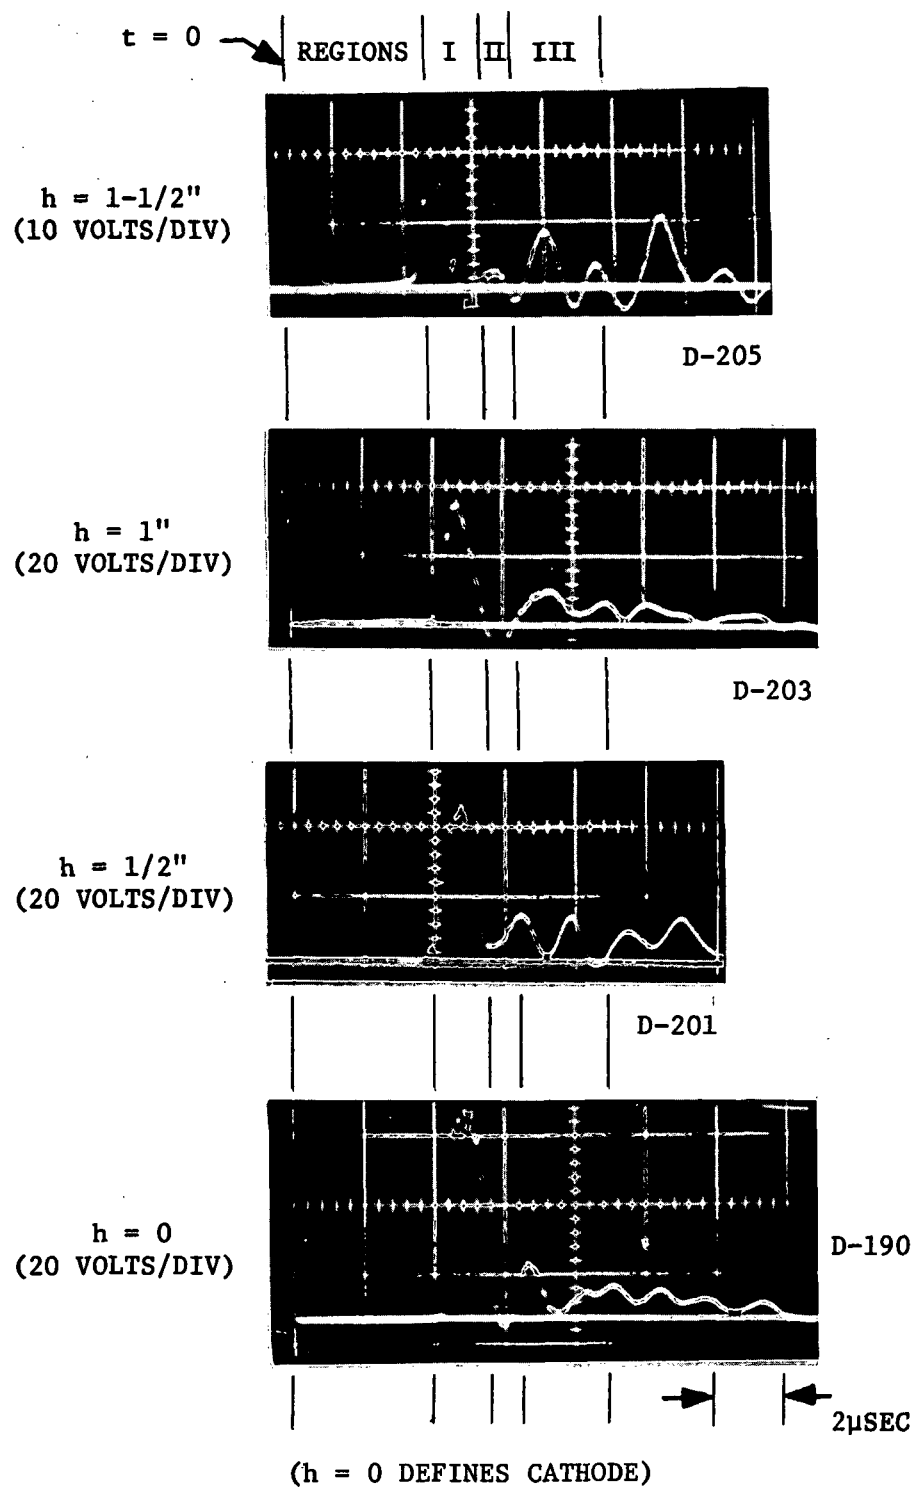 t = 0
REGIONS I II III
h = 1-1/2"
(10 VOLTS/DIV)
D-205
h = 1"
(20 VOLTS/DIV)
D-203
h = 1/2"
(20 VOLTS/DIV)
D-201
h = 0
(20 VOLTS/DIV)
D-190
2μSEC
(h = 0 DEFINES CATHODE)